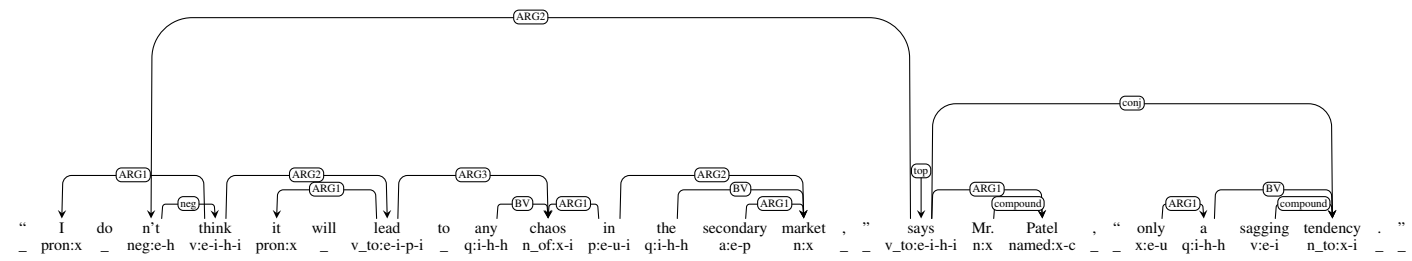 ARG2
conj
ARG1 ARG2 ARG3 ARG2 top
neg ARG1 BV ARG1 BV ARG1 ARG1 compound ARG1 BV compound
“ I do n't think it will lead to any chaos in the secondary market , ” says Mr. Patel , “ only a sagging tendency . ”
_ pron:x _ neg:e-h v:e-i-h-i pron:x _ v_to:e-i-p-i _ q:i-h-h n_of:x-i p:e-u-i q:i-h-h a:e-p n:x _ _ v_to:e-i-h-i n:x named:x-c _ _ x:e-u q:i-h-h v:e-i n_to:x-i _ _